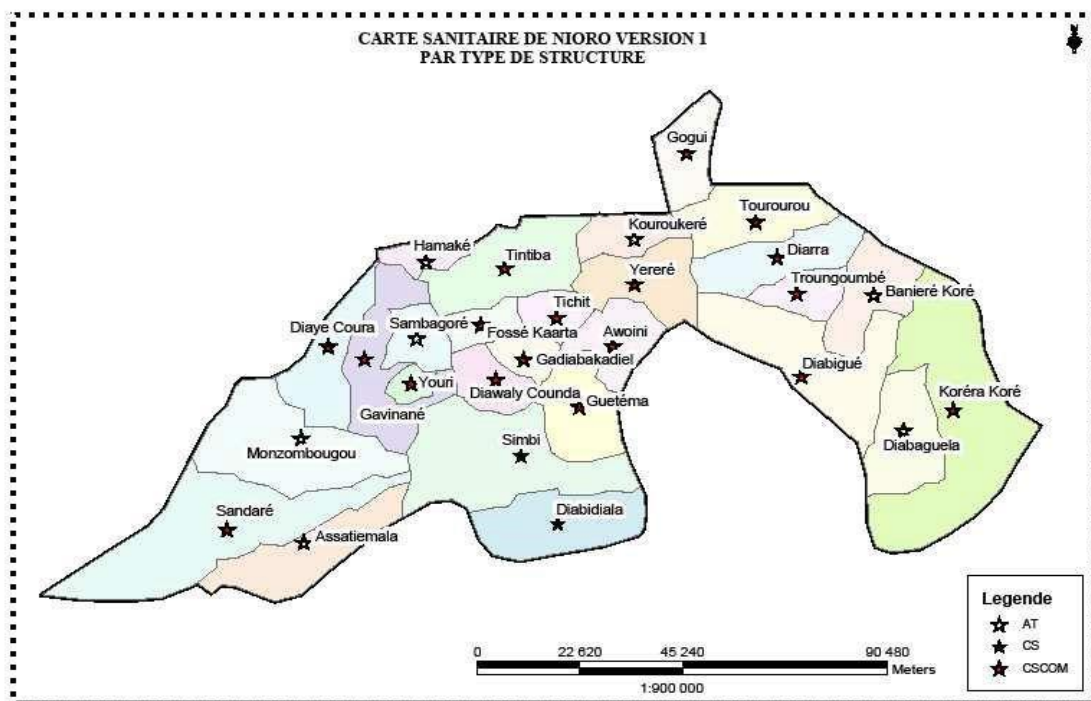 CARTE SANITAIRE DE NIORO VERSION 1
PAR TYPE DE STRUCTURE
Gogui
Tourourou
Kouroukeré
Hamaké
Diarra
Tintiba
Yereré
Troungoumbé
Banieré Koré
Tichit
Diaye Coura
Sambagoré
Fossé Kaarta
Awoini
Gadiabakadiel
Diabigué
Youri
Diawaly Counda
Koréra Koré
Guetéma
Gavinané
Simbi
Diabaguela
Monzombougou
Sandaré
Diabidiala
Assatiemala
Legende
AT
CS
CSCOM
0 22 620 45 240 90 480
Meters
1:900 000